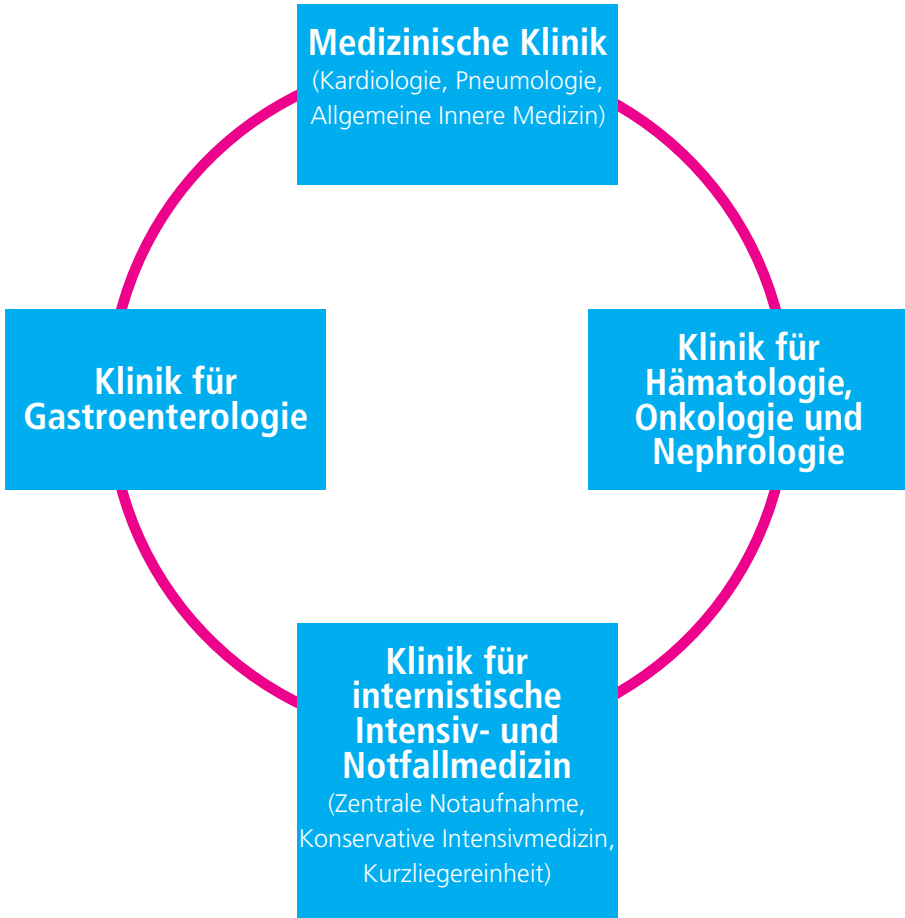 Medizinische Klinik
(Kardiologie, Pneumologie,
Allgemeine Innere Medizin)
Klinik für
Gastroenterologie
Klinik für
Hämatologie,
Onkologie und
Nephrologie
Klinik für
internistische
Intensiv- und
Notfallmedizin
(Zentrale Notaufnahme,
Konservative Intensivmedizin,
Kurzliegereinheit)